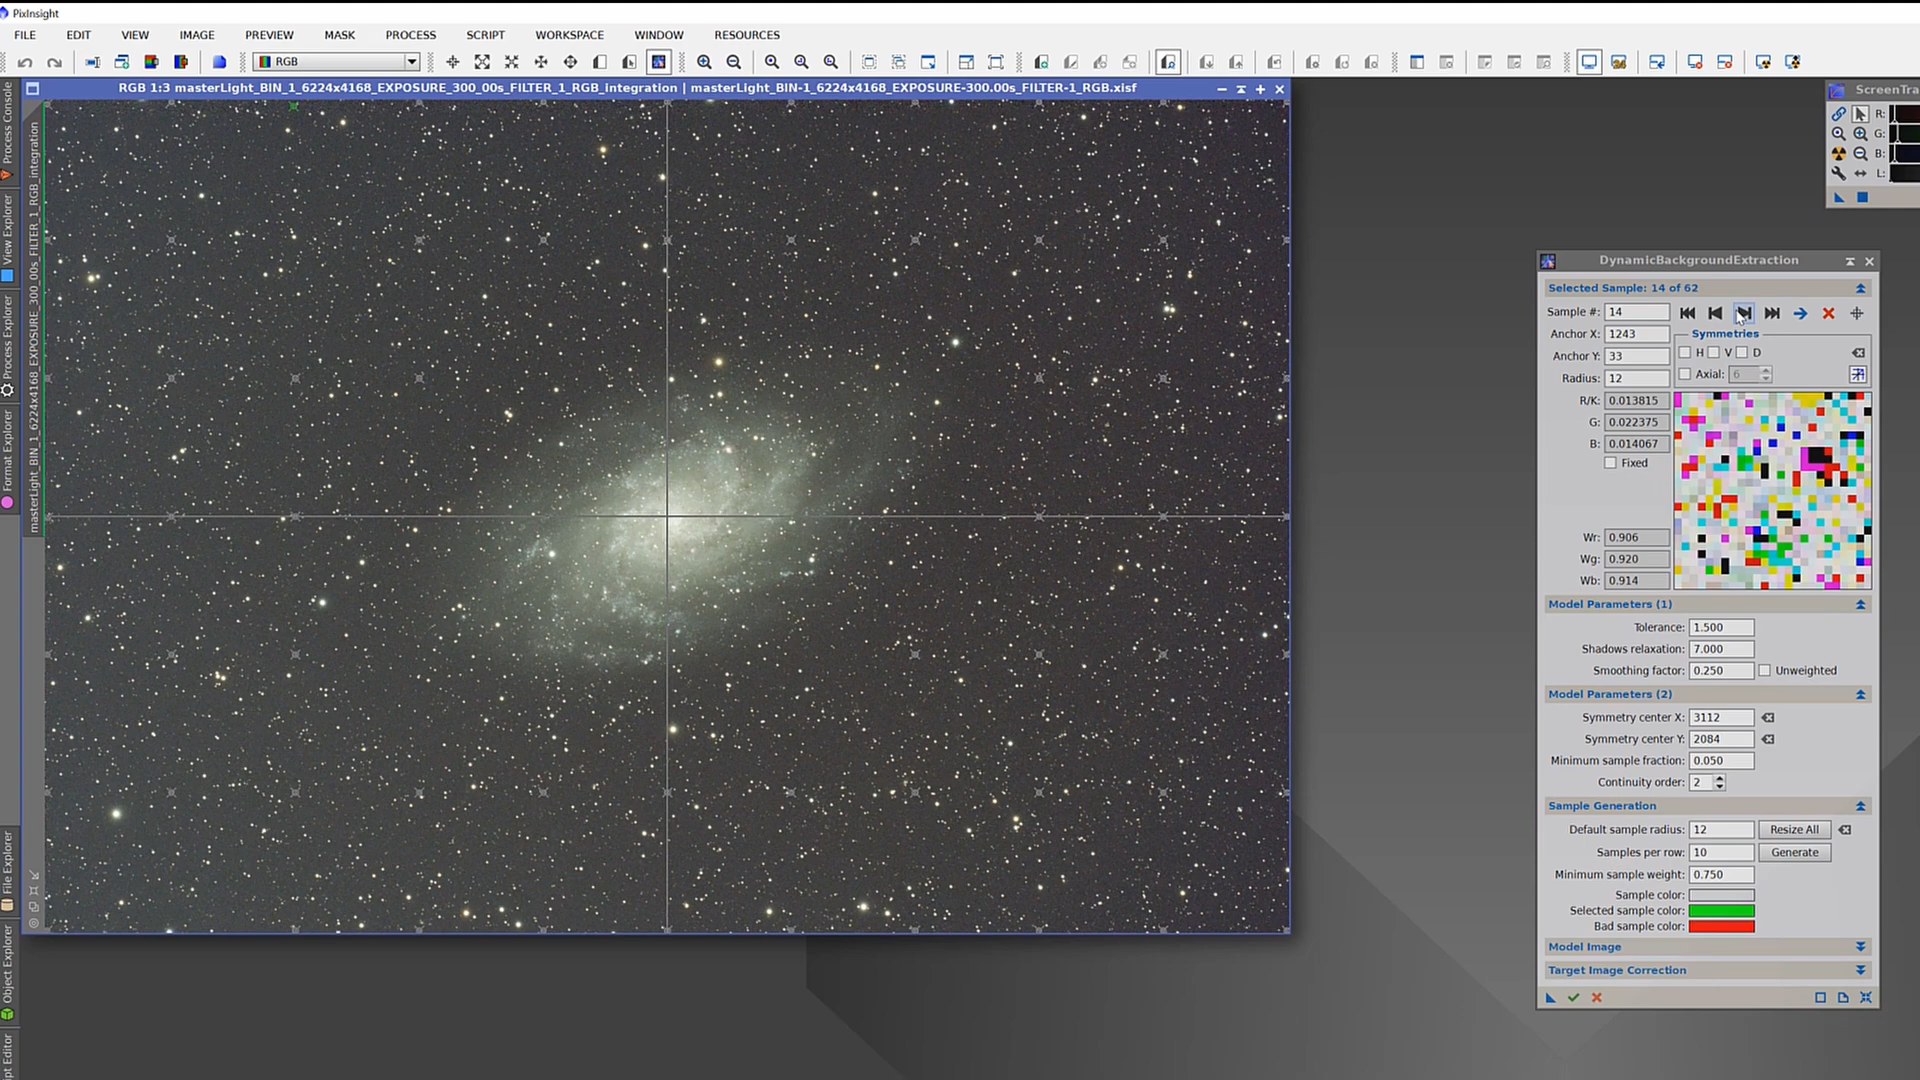 PixInsight
FILE EDIT VIEW IMAGE PREVIEW MASK PROCESS SCRIPT WORKSPACE WINDOW RESOURCES
RGB
RGB 1:3 masterLight_BIN_1_6224x4168_EXPOSURE_300_00s_FILTER_1_RGB_integration | masterLight_BIN-1_6224x4168_EXPOSURE-300.00s_FILTER-1_RGB.xisf
Process Console
View Explorer
Process Explorer
Format Explorer
File Explorer
Object Explorer
ipt Editor
masterLight_BIN_1_6224x4168_EXPOSURE_300_00s_FILTER_1_RGB_integration
ScreenTra
R:
G:
B:
L:
DynamicBackgroundExtraction
Selected Sample: 14 of 62
Sample #: 14
Anchor X: 1243
Symmetries
Anchor Y: 33
H V D
Radius: 12
Axial: 6
R/K: 0.013815
G: 0.022375
B: 0.014067
Fixed
Wr: 0.906
Wg: 0.920
Wb: 0.914
Model Parameters (1)
Tolerance: 1.500
Shadows relaxation: 7.000
Smoothing factor: 0.250 Unweighted
Model Parameters (2)
Symmetry center X: 3112
Symmetry center Y: 2084
Minimum sample fraction: 0.050
Continuity order: 2
Sample Generation
Default sample radius: 12 Resize All
Samples per row: 10 Generate
Minimum sample weight: 0.750
Sample color:
Selected sample color:
Bad sample color:
Model Image
Target Image Correction